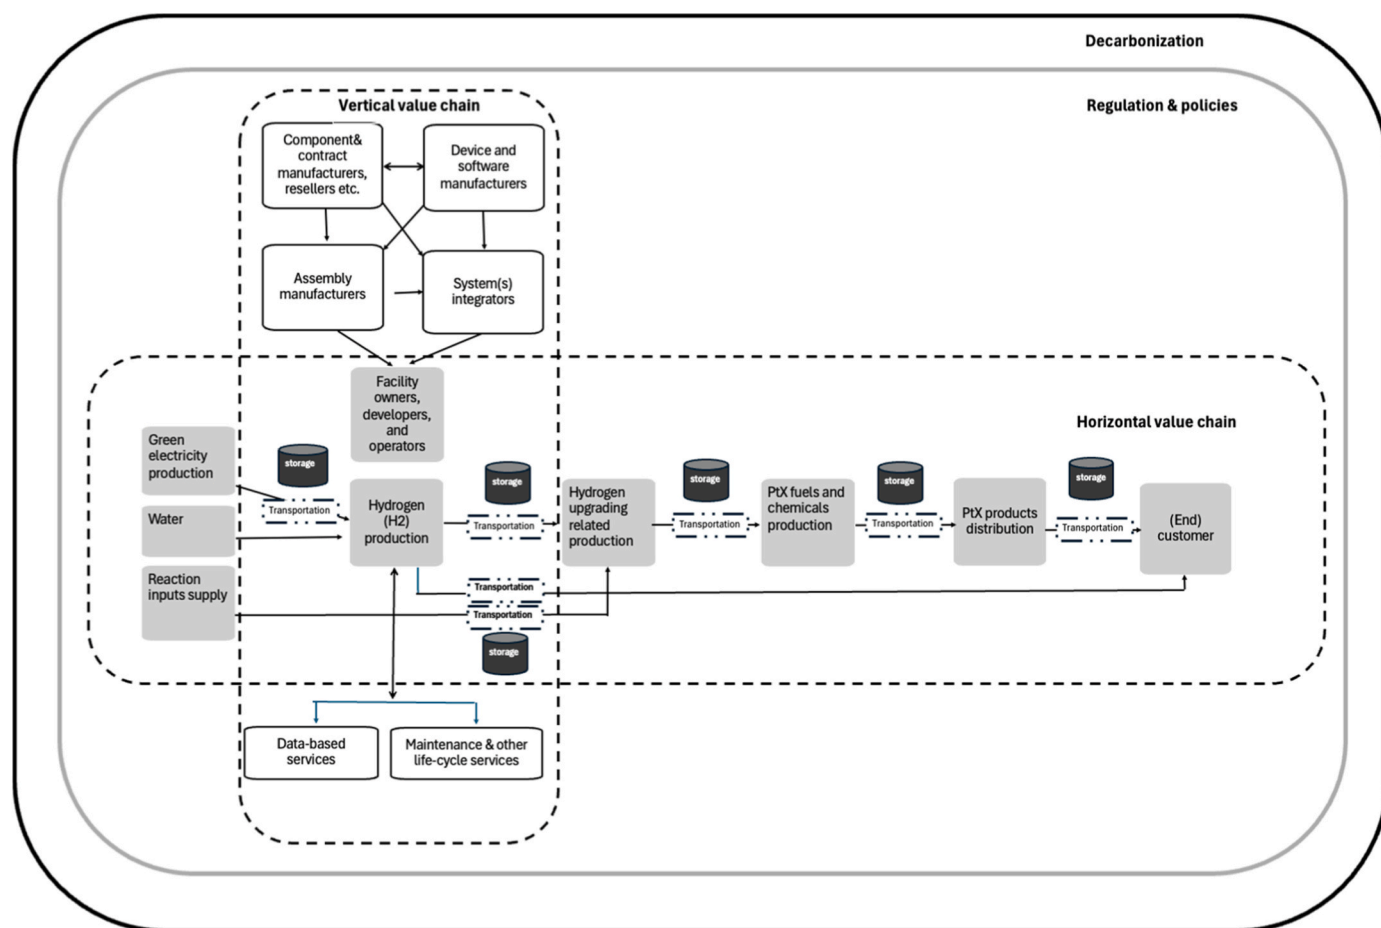 Decarbonization
Regulation & policies
Vertical value chain
Component&
contract
manufacturers,
resellers etc.
Device and
software
manufacturers
Assembly
manufacturers
System(s)
integrators
Facility
owners,
developers,
and
operators
Horizontal value chain
Green
electricity
production
storage
Transportation
Water
Reaction
inputs supply
Hydrogen
(H2)
production
storage
Transportation
Hydrogen
upgrading
related
production
storage
Transportation
PtX fuels and
chemicals
production
storage
Transportation
PtX products
distribution
storage
Transportation
(End)
customer
Transportation
Transportation
storage
Data-based
services
Maintenance & other
life-cycle services